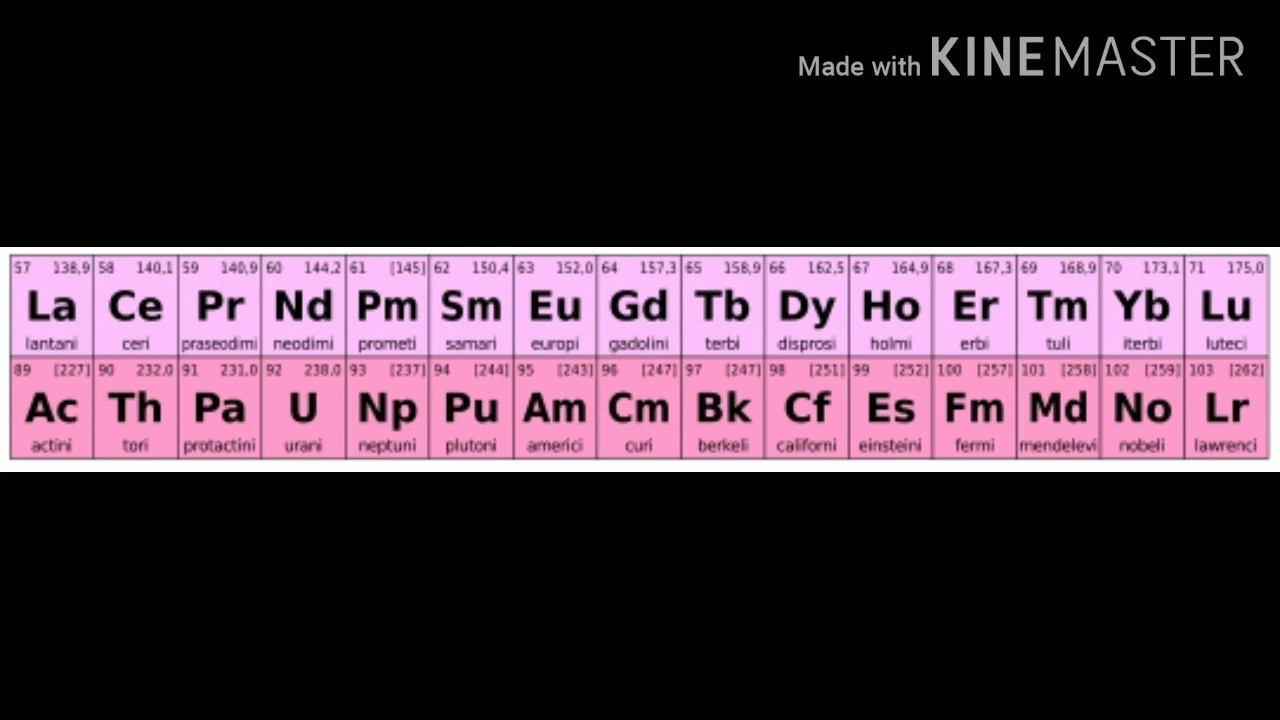 Made with KINEMASTER
57 138,9 58 140,1 59 140,9 60 144,2 61 [145] 62 150,4 63 152,0 64 157,3 65 158,9 66 162,5 67 164,9 68 167,3 69 168,9 70 173,1 71 175,0
La Ce Pr Nd Pm Sm Eu Gd Tb Dy Ho Er Tm Yb Lu
lantani ceri praseodimi neodimi prometi samari europi gadolini terbi disprosi holmi erbi tuli iterbi luteci
89 [227] 90 232,0 91 231,0 92 238,0 93 [237] 94 [244] 95 [243] 96 [247] 97 [247] 98 [251] 99 [252] 100 [257] 101 [258] 102 [259] 103 [262]
Ac Th Pa U Np Pu Am Cm Bk Cf Es Fm Md No Lr
actini tori protactini urani neptuni plutoni americi curi berkeli californi einsteini fermi mendelevi nobeli lawrenci